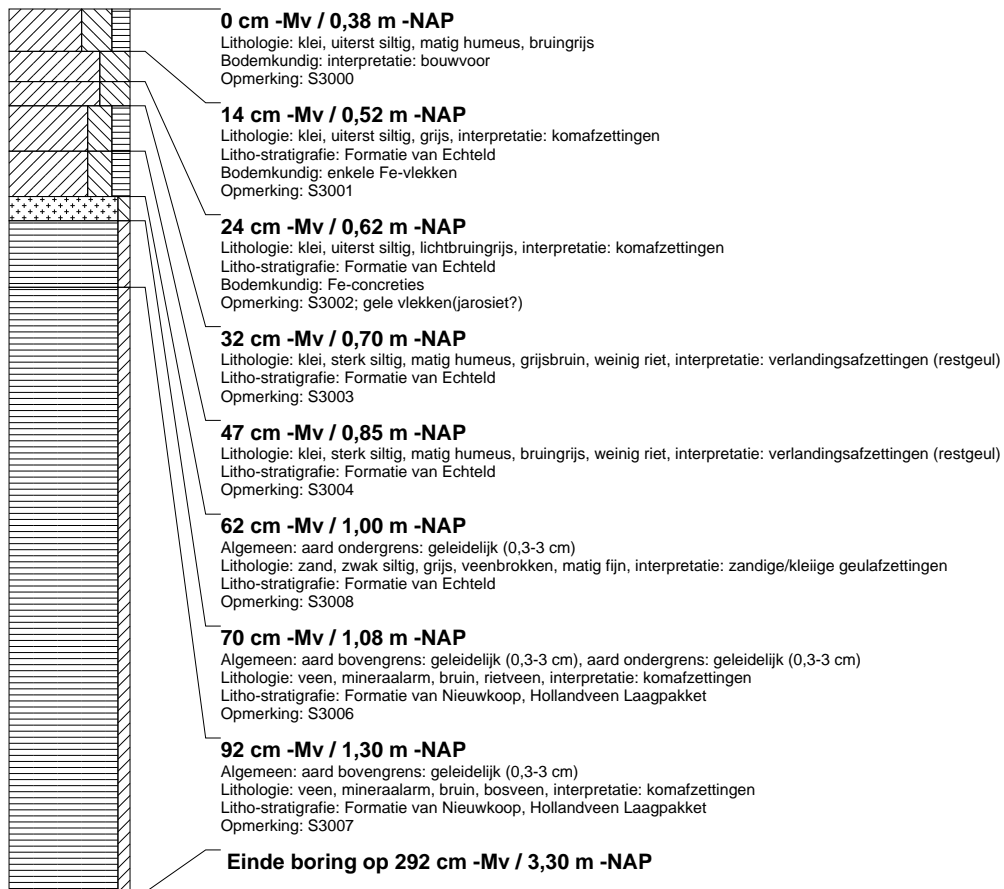 0 cm -Mv / 0,38 m -NAP
Lithologie: klei, uiterst siltig, matig humeus, bruingrijs
Bodemkundig: interpretatie: bouwvoor
Opmerking: S3000
14 cm -Mv / 0,52 m -NAP
Lithologie: klei, uiterst siltig, grijs, interpretatie: komafzettingen
Litho-stratigrafie: Formatie van Echteld
Bodemkundig: enkele Fe-vlekken
Opmerking: S3001
24 cm -Mv / 0,62 m -NAP
Lithologie: klei, uiterst siltig, lichtbruingrijs, interpretatie: komafzettingen
Litho-stratigrafie: Formatie van Echteld
Bodemkundig: Fe-concreties
Opmerking: S3002; gele vlekken(jarosiet?)
32 cm -Mv / 0,70 m -NAP
Lithologie: klei, sterk siltig, matig humeus, grijsbruin, weinig riet, interpretatie: verlandingsafzettingen (restgeul)
Litho-stratigrafie: Formatie van Echteld
Opmerking: S3003
47 cm -Mv / 0,85 m -NAP
Lithologie: klei, sterk siltig, matig humeus, bruingrijs, weinig riet, interpretatie: verlandingsafzettingen (restgeul)
Litho-stratigrafie: Formatie van Echteld
Opmerking: S3004
62 cm -Mv / 1,00 m -NAP
Algemeen: aard ondergrens: geleidelijk (0,3-3 cm)
Lithologie: zand, zwak siltig, grijs, veenbrokken, matig fijn, interpretatie: zandige/kleiige geulafzettingen
Litho-stratigrafie: Formatie van Echteld
Opmerking: S3008
70 cm -Mv / 1,08 m -NAP
Algemeen: aard bovengrens: geleidelijk (0,3-3 cm), aard ondergrens: geleidelijk (0,3-3 cm)
Lithologie: veen, mineraalarm, bruin, rietveen, interpretatie: komafzettingen
Litho-stratigrafie: Formatie van Nieuwkoop, Hollandveen Laagpakket
Opmerking: S3006
92 cm -Mv / 1,30 m -NAP
Algemeen: aard bovengrens: geleidelijk (0,3-3 cm)
Lithologie: veen, mineraalarm, bruin, bosveen, interpretatie: komafzettingen
Litho-stratigrafie: Formatie van Nieuwkoop, Hollandveen Laagpakket
Opmerking: S3007
Einde boring op 292 cm -Mv / 3,30 m -NAP